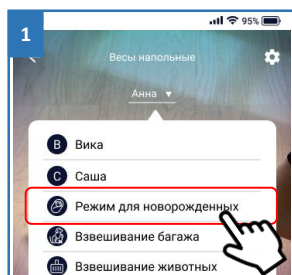 1
95%
Весы напольные
Анна ▼
В Вика
С Саша
Режим для новорожденных
Взвешивание багажа
Взвешивание животных